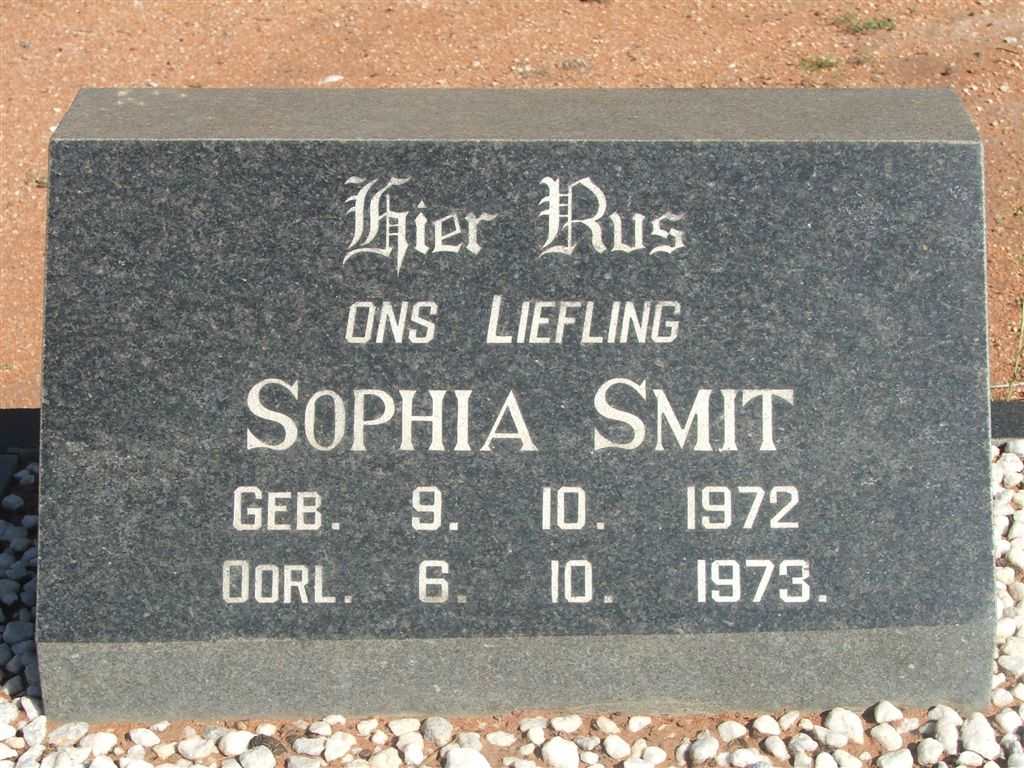 Hier Rus
ONS LIEFLING
SOPHIA SMIT
GEB. 9. 10. 1972
OORL. 6. 10. 1973.